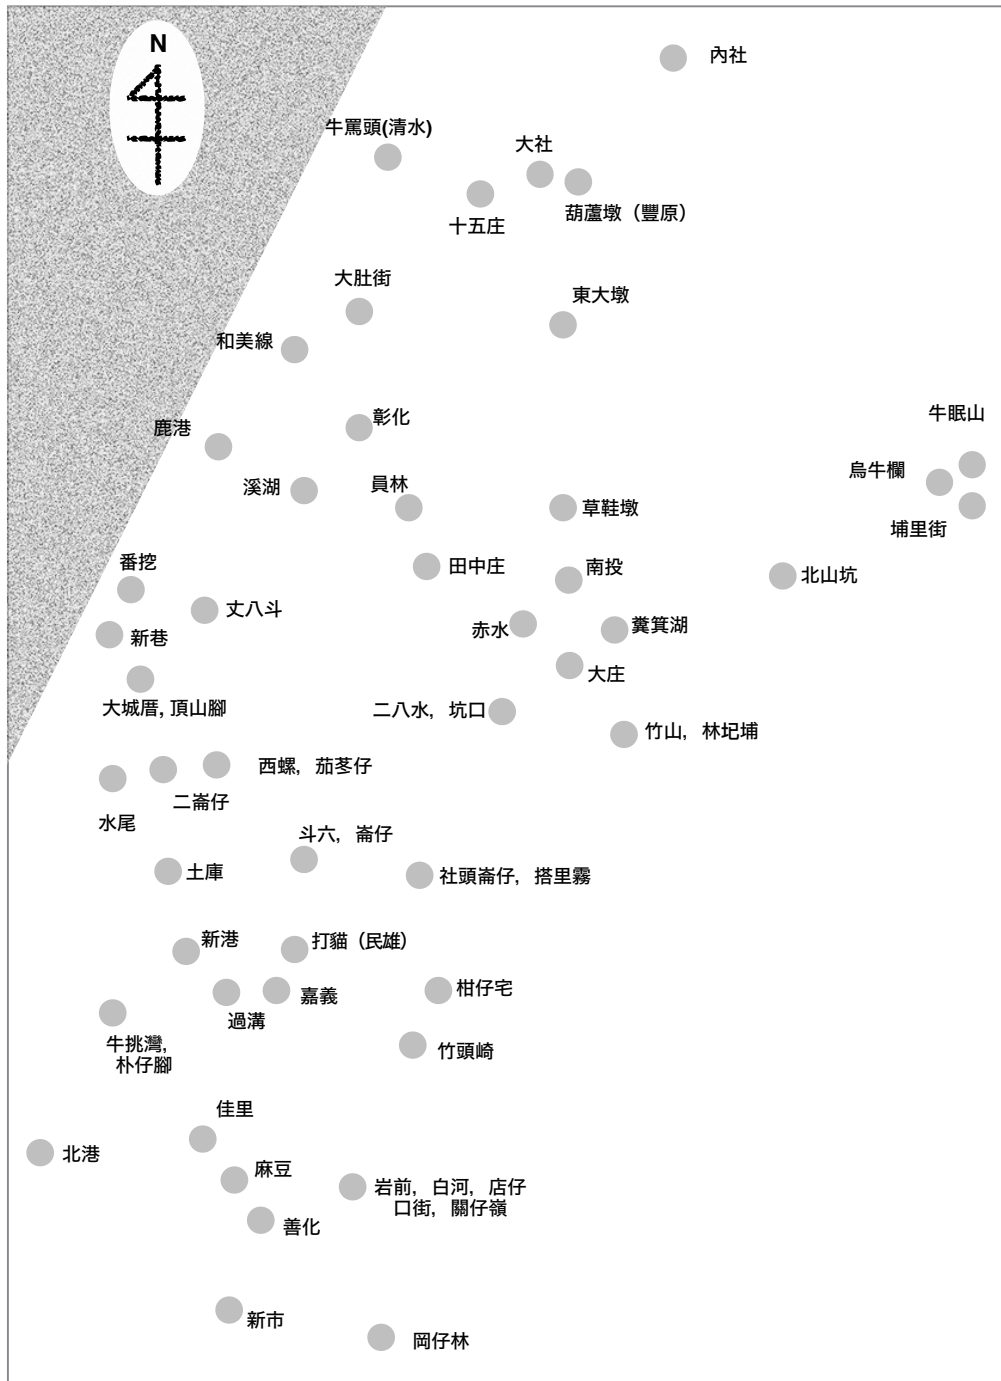 N
內社
牛罵頭(清水)
大社
葫蘆墩（豐原）
十五庄
大肚街
東大墩
和美線
彰化
牛眠山
鹿港
烏牛欄
溪湖
員林
草鞋墩
埔里街
番挖
田中庄
南投
北山坑
丈八斗
新巷
赤水
糞箕湖
大庄
大城厝, 頂山腳
二八水，坑口
竹山，林圮埔
西螺，茄苳仔
二崙仔
水尾
斗六，崙仔
土庫
社頭崙仔，搭里霧
新港
打貓（民雄）
柑仔宅
嘉義
過溝
牛挑灣,
朴仔腳
竹頭崎
佳里
北港
麻豆
岩前，白河，店仔
口街，關仔嶺
善化
新市
岡仔林